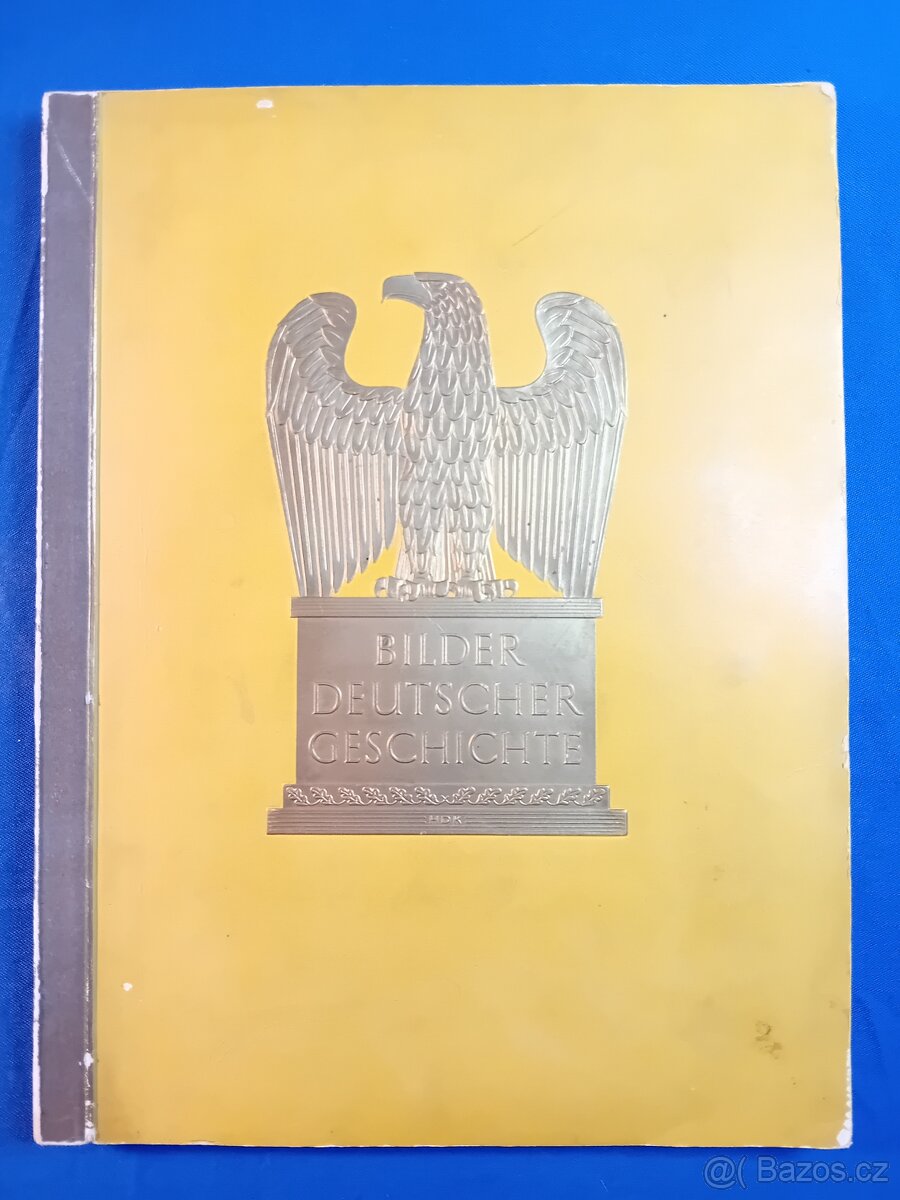 BILDER
DEUTSCHER
GESCHICHTE
HDK
@( Bazos.cz